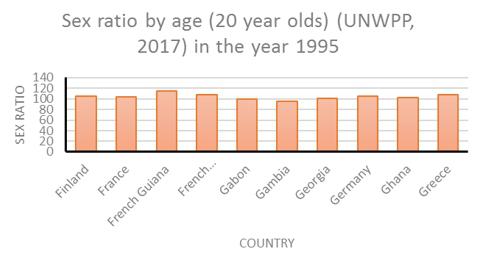 Sex ratio by age (20 year olds) (UNWPP,
2017) in the year 1995
SEX RATIO
140
120
100
80
60
40
20
0
Finland
France
French Guiana
French...
Gabon
Gambia
Georgia
Germany
Ghana
Greece
COUNTRY